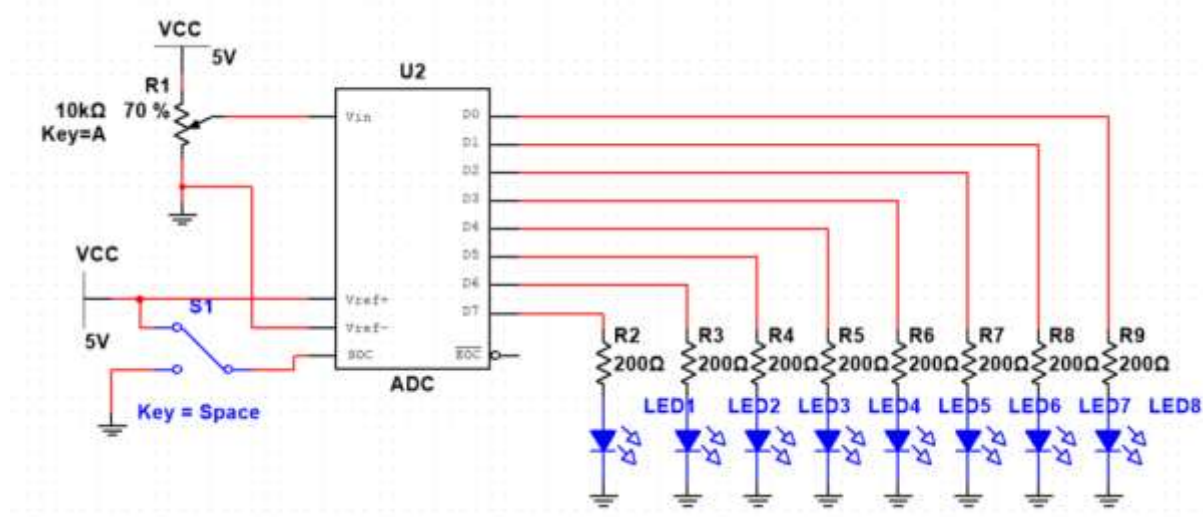 VCC
5V
R1
10kΩ
70 %
Key=A
U2
Vin
Vref+
Vref-
SOC
D0
D1
D2
D3
D4
D5
D6
D7
EOC
ADC
VCC
5V
S1
Key = Space
R2
200Ω
R3
200Ω
R4
200Ω
R5
200Ω
R6
200Ω
R7
200Ω
R8
200Ω
R9
200Ω
LED1
LED2
LED3
LED4
LED5
LED6
LED7
LED8